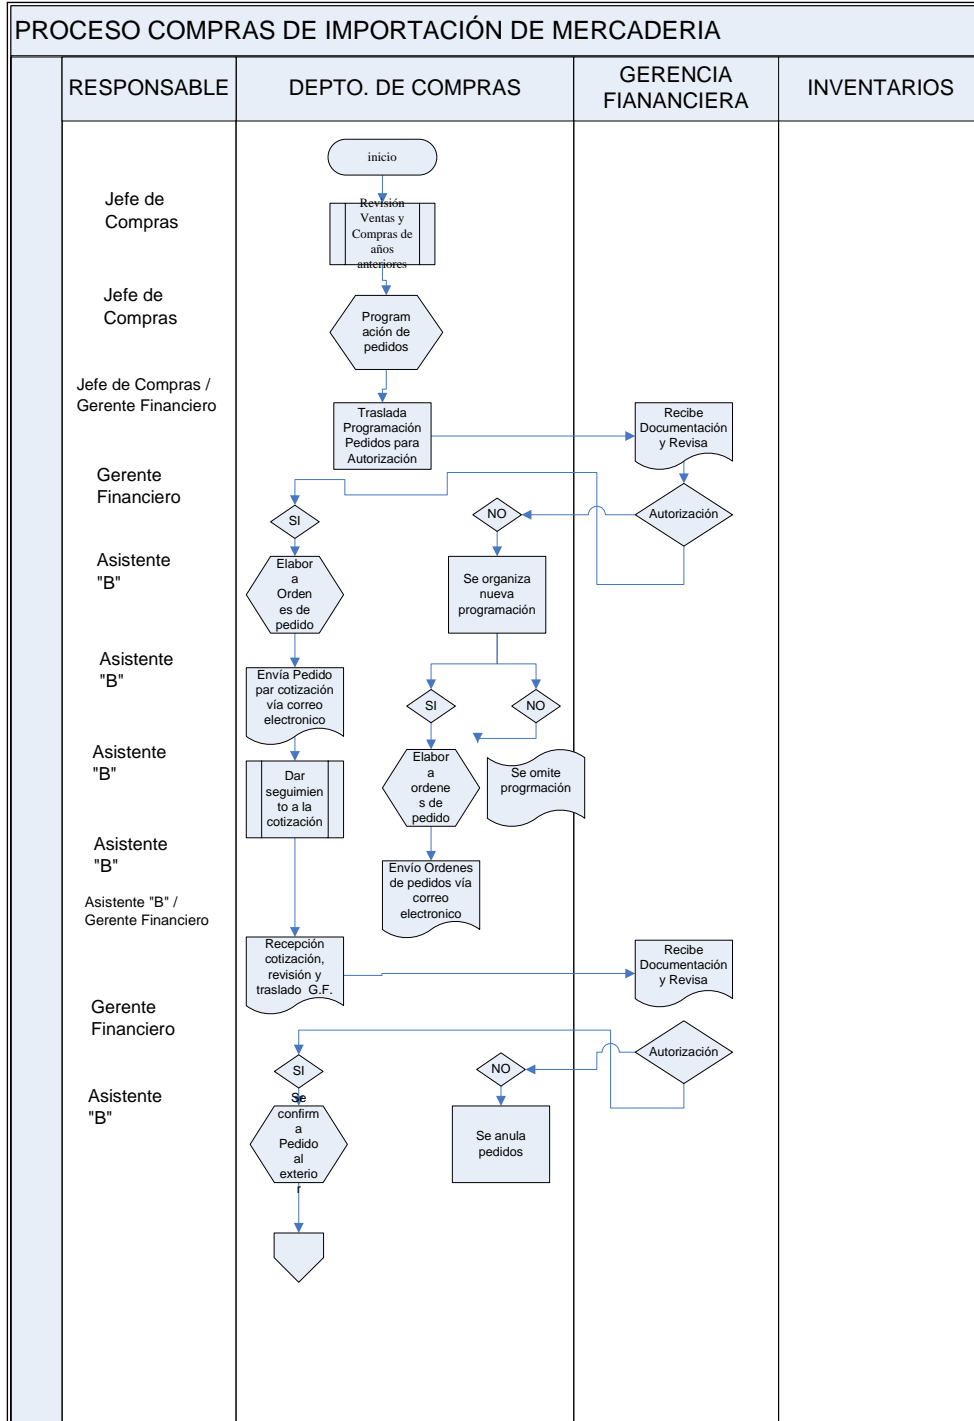 PROCESO COMPRAS DE IMPORTACIÓN DE MERCADERIA
RESPONSABLE
DEPTO. DE COMPRAS
GERENCIA
FIANANCIERA
INVENTARIOS
inicio
Jefe de
Compras
Revisión
Ventas y
Compras de
años
anteriores
Jefe de
Compras
Program
ación de
pedidos
Jefe de Compras /
Gerente Financiero
Traslada
Programación
Pedidos para
Autorización
Recibe
Documentación
y Revisa
Gerente
Financiero
SI
NO
Autorización
Asistente
"B"
Elabor
a
Orden
es de
pedido
Se organiza
nueva
programación
Asistente
"B"
Envía Pedido
par cotización
vía correo
electronico
SI
NO
Asistente
"B"
Dar
seguimie
nto a la
cotización
Elabor
a
ordene
s de
pedido
Se omite
progrmación
Asistente
"B"
Envío Ordenes
de pedidos vía
correo
electronico
Asistente "B" /
Gerente Financiero
Recepción
cotización,
revisión y
traslado G.F.
Recibe
Documentación
y Revisa
Gerente
Financiero
SI
NO
Autorización
Asistente
"B"
Se
confirm
a
Pedido
al
exterio
r
Se anula
pedidos